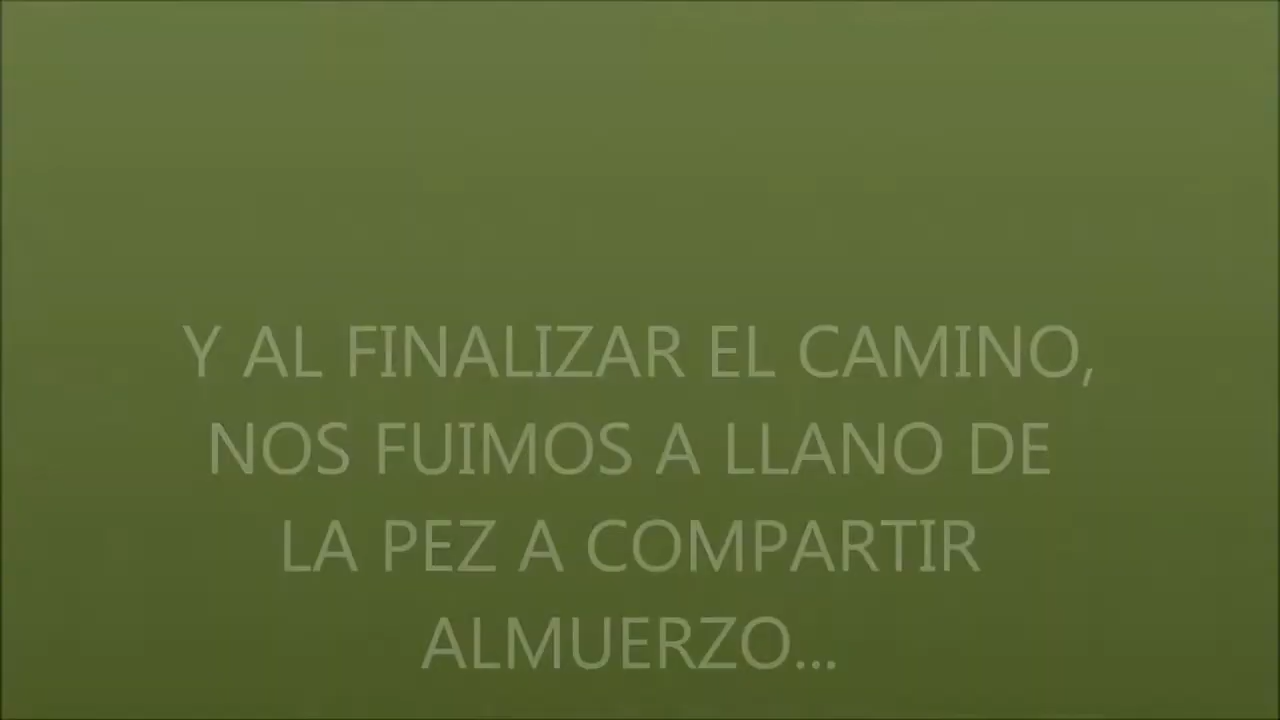 Y AL FINALIZAR EL CAMINO,
NOS FUIMOS A LLANO DE
LA PEZ A COMPARTIR
ALMUERZO...